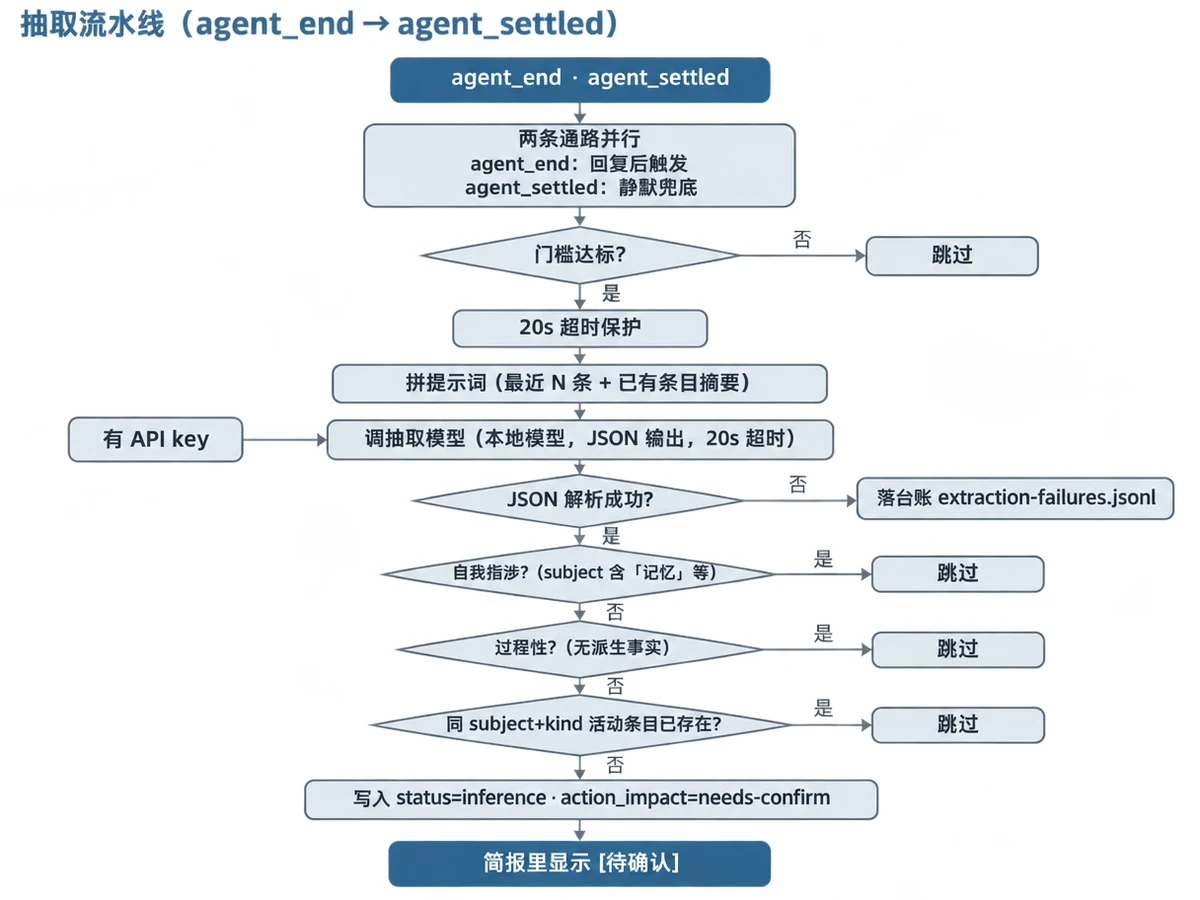 抽取流水线（agent_end → agent_settled）
agent_end · agent_settled
两条通路并行
agent_end：回复后触发
agent_settled：静默兜底
门槛达标？
否
跳过
是
20s 超时保护
拼提示词（最近 N 条 + 已有条目摘要）
有 API key
调抽取模型（本地模型，JSON 输出，20s 超时）
JSON 解析成功？
否
落台账 extraction-failures.jsonl
是
自我指涉？（subject 含「记忆」等）
是
跳过
否
过程性？（无派生事实）
是
跳过
否
同 subject+kind 活动条目已存在？
是
跳过
否
写入 status=inference · action_impact=needs-confirm
简报里显示 [待确认]